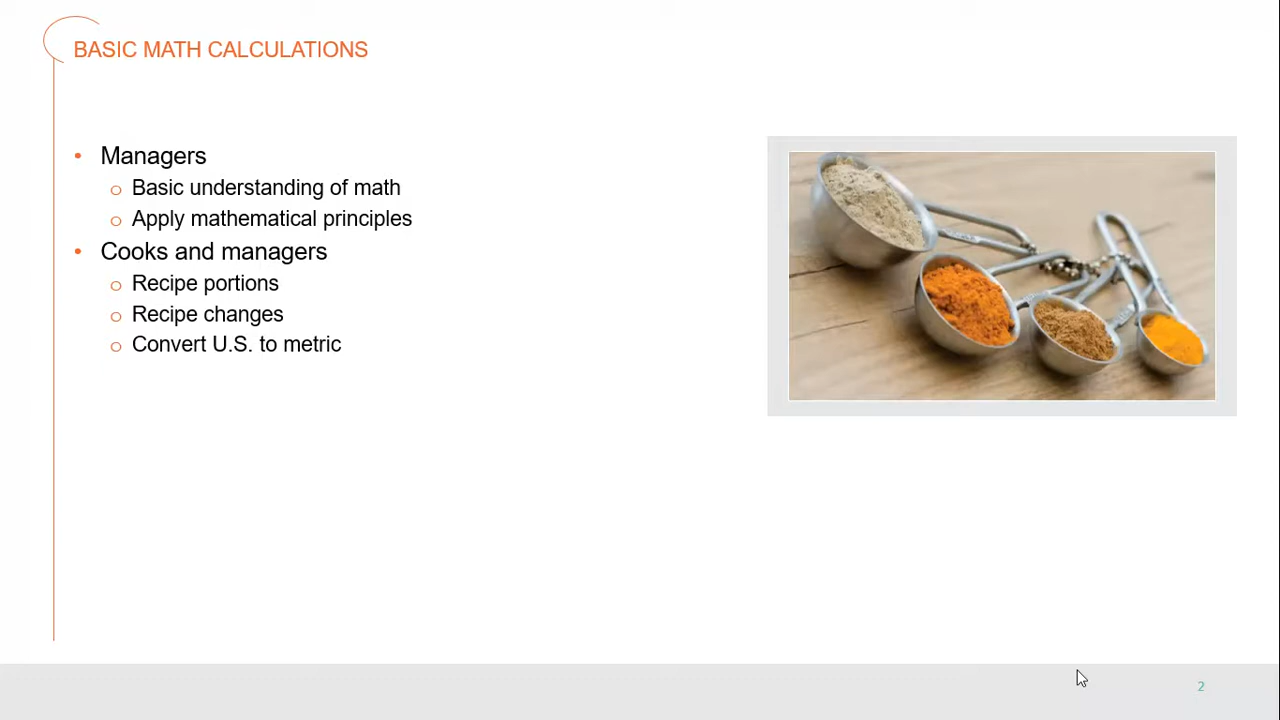 BASIC MATH CALCULATIONS
• Managers
o Basic understanding of math
o Apply mathematical principles
• Cooks and managers
o Recipe portions
o Recipe changes
o Convert U.S. to metric
2